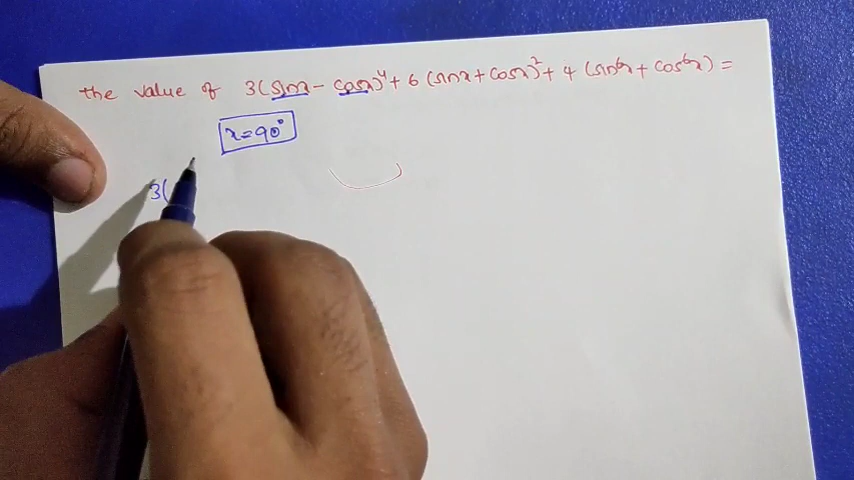 the value of 3(sinx - cosx)⁴ + 6 (sinx + cosx)² + 4 (sin⁶x + cos⁶x) =
x = 90°
3(